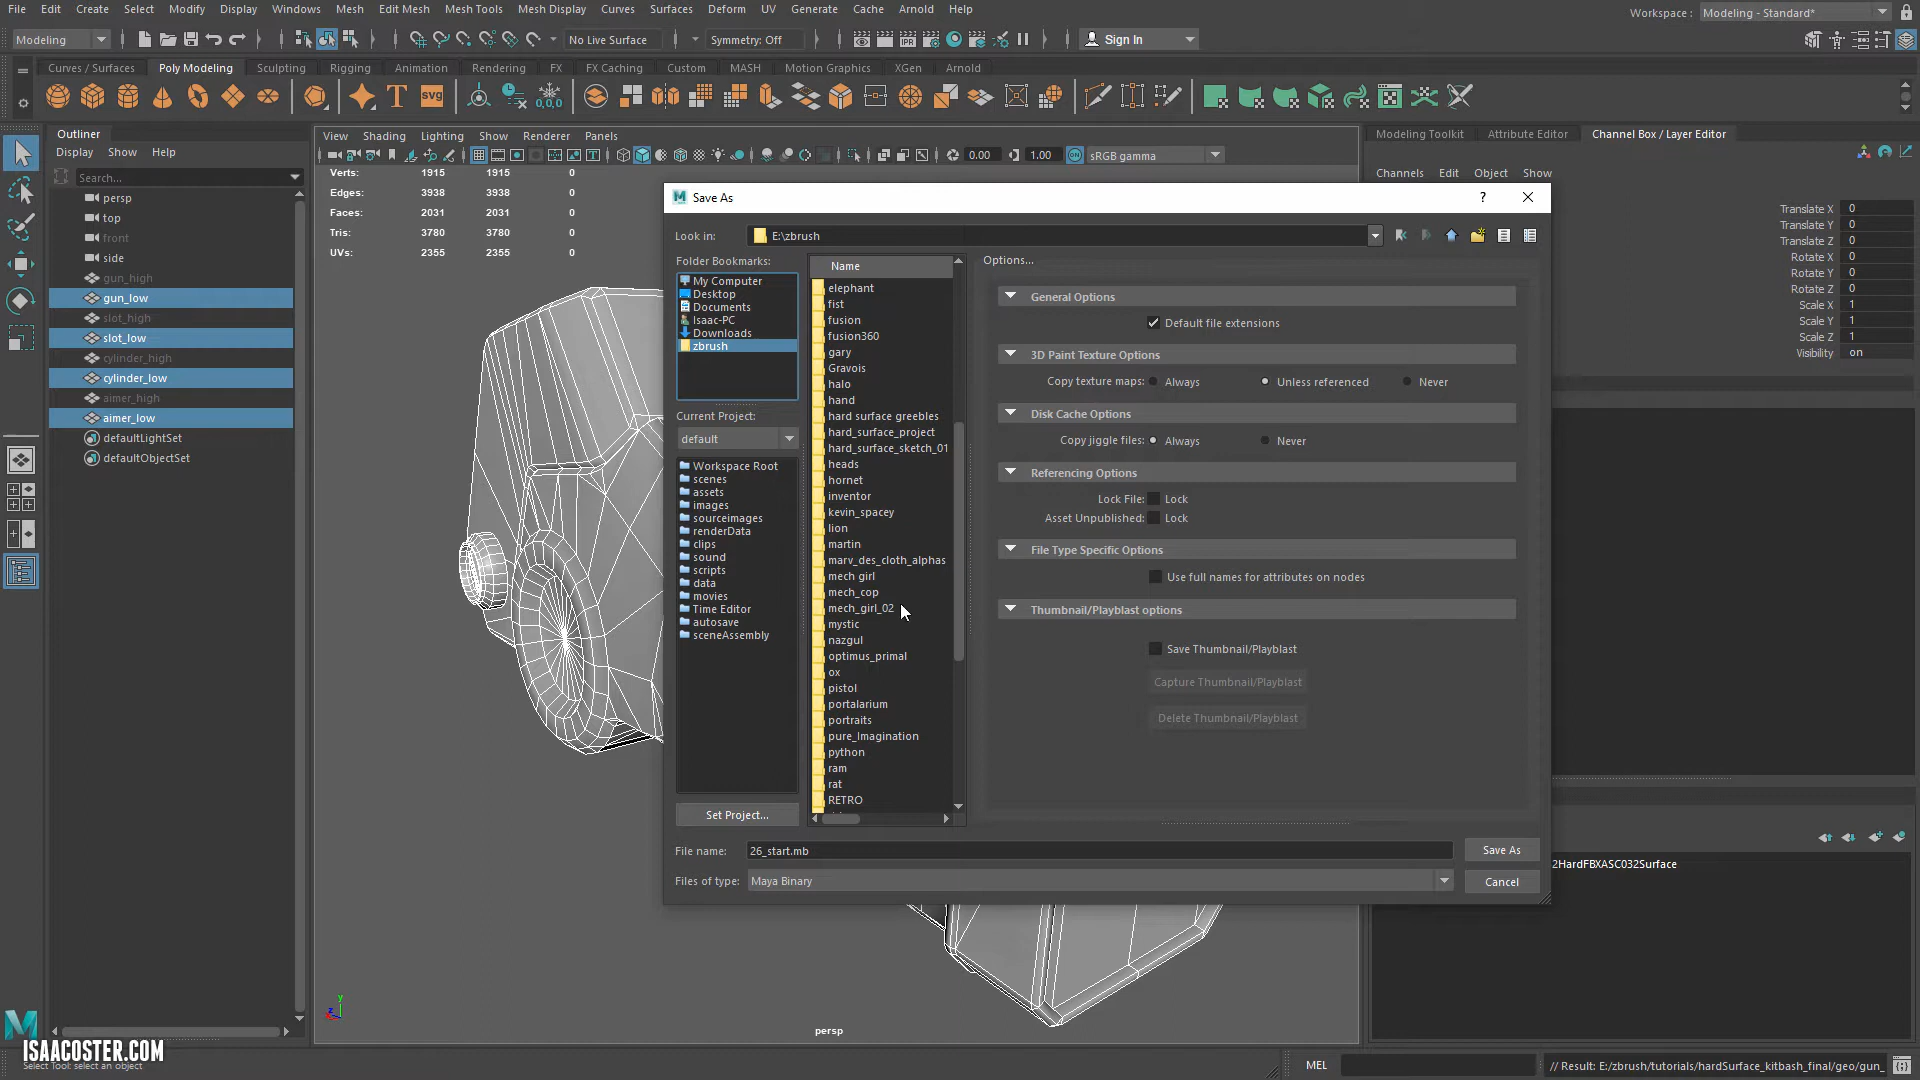 File Edit Create Select Modify Display Windows Mesh Edit Mesh Mesh Tools Mesh Display Curves Surfaces Deform UV Generate Cache Arnold Help
Workspace : Modeling - Standard*
Modeling No Live Surface Symmetry: Off Sign In
Curves / Surfaces Poly Modeling Sculpting Rigging Animation Rendering FX FX Caching Custom MASH Motion Graphics XGen Arnold
svg 0,0,0
Outliner
Display Show Help
Search...
persp
top
front
side
gun_high
gun_low
slot_high
slot_low
cylinder_high
cylinder_low
aimer_high
aimer_low
defaultLightSet
defaultObjectSet
View Shading Lighting Show Renderer Panels
0.00 1.00 ON sRGB gamma
Verts: 1915 1915 0
Edges: 3938 3938 0
Faces: 2031 2031 0
Tris: 3780 3780 0
UVs: 2355 2355 0
Save As
Look in: E:\zbrush
Folder Bookmarks:
My Computer
Desktop
Documents
Isaac-PC
Downloads
zbrush
Current Project:
default
Workspace Root
scenes
assets
images
sourceimages
renderData
clips
sound
scripts
data
movies
Time Editor
autosave
sceneAssembly
Set Project...
Name
elephant
fist
fusion
fusion360
gary
Gravois
halo
hand
hard surface greebles
hard_surface_project
hard_surface_sketch_01
heads
hornet
inventor
kevin_spacey
lion
martin
marv_des_cloth_alphas
mech girl
mech_cop
mech_girl_02
mystic
nazgul
optimus_primal
ox
pistol
portalarium
portraits
pure_Imagination
python
ram
rat
RETRO
Options...
General Options
Default file extensions
3D Paint Texture Options
Copy texture maps: Always Unless referenced Never
Disk Cache Options
Copy jiggle files: Always Never
Referencing Options
Lock File: Lock
Asset Unpublished: Lock
File Type Specific Options
Use full names for attributes on nodes
Thumbnail/Playblast options
Save Thumbnail/Playblast
Capture Thumbnail/Playblast
Delete Thumbnail/Playblast
File name: 26_start.mb Save As
Files of type: Maya Binary Cancel
Modeling Toolkit Attribute Editor Channel Box / Layer Editor
Channels Edit Object Show
Translate X 0
Translate Y 0
Translate Z 0
Rotate X 0
Rotate Y 0
Rotate Z 0
Scale X 1
Scale Y 1
Scale Z 1
Visibility on
2HardFBXASC032Surface
y
z
persp
ISAACOSTER.COM
Select Tool: select an object
MEL // Result: E:/zbrush/tutorials/hardSurface_kitbash_final/geo/gun_